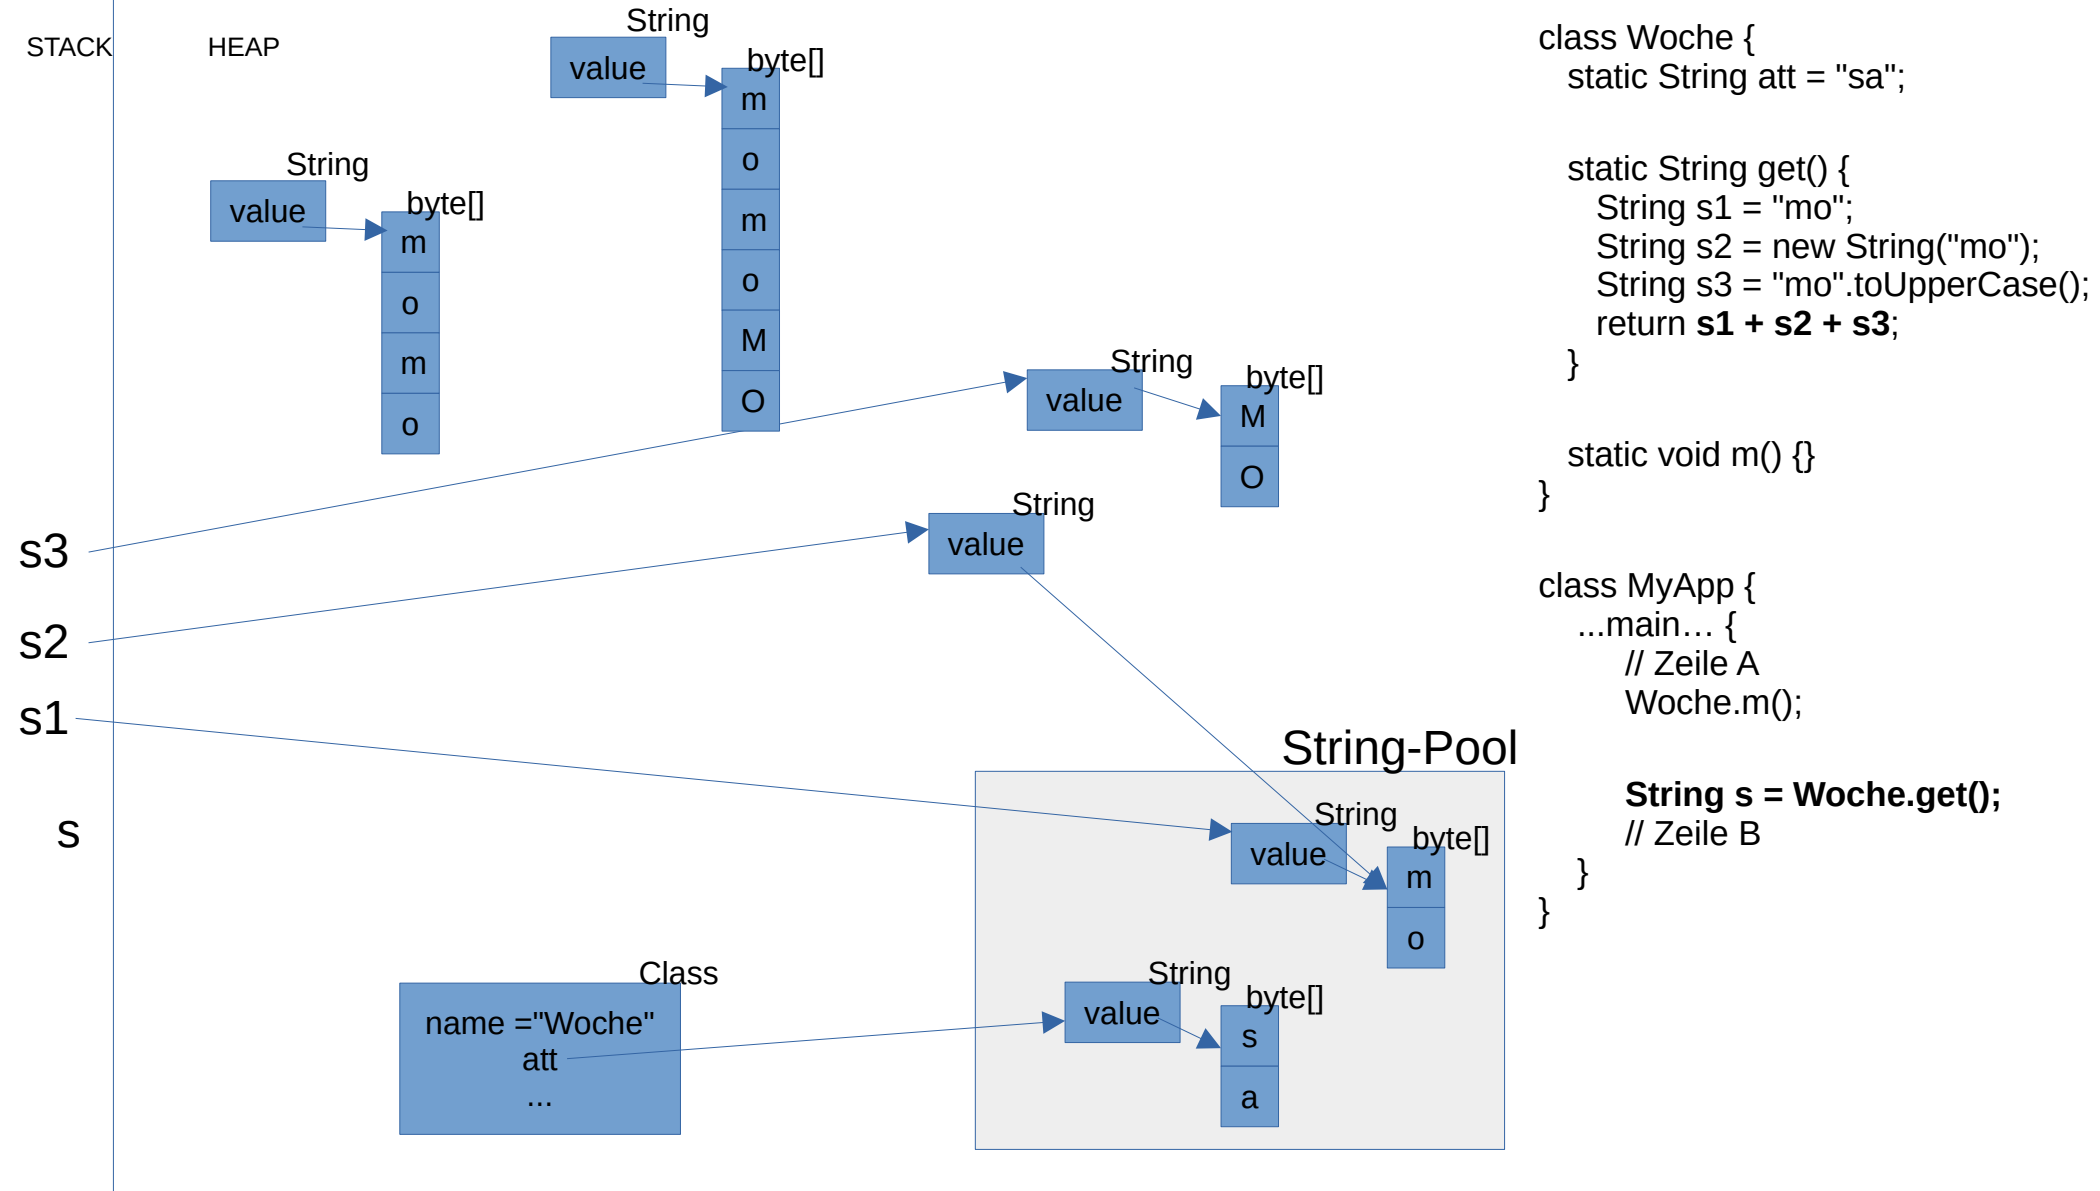 STACK
HEAP
String
value
byte[]
m
o
m
o
M
O
String
value
byte[]
m
o
m
o
String
value
byte[]
M
O
String
value
s3
s2
s1
s
String-Pool
String
value
byte[]
m
o
Class
name ="Woche"
att
...
String
value
byte[]
s
a
class Woche {
static String att = "sa";
static String get() {
String s1 = "mo";
String s2 = new String("mo");
String s3 = "mo".toUpperCase();
return s1 + s2 + s3;
}
static void m() {}
}
class MyApp {
...main… {
// Zeile A
Woche.m();
String s = Woche.get();
// Zeile B
}
}